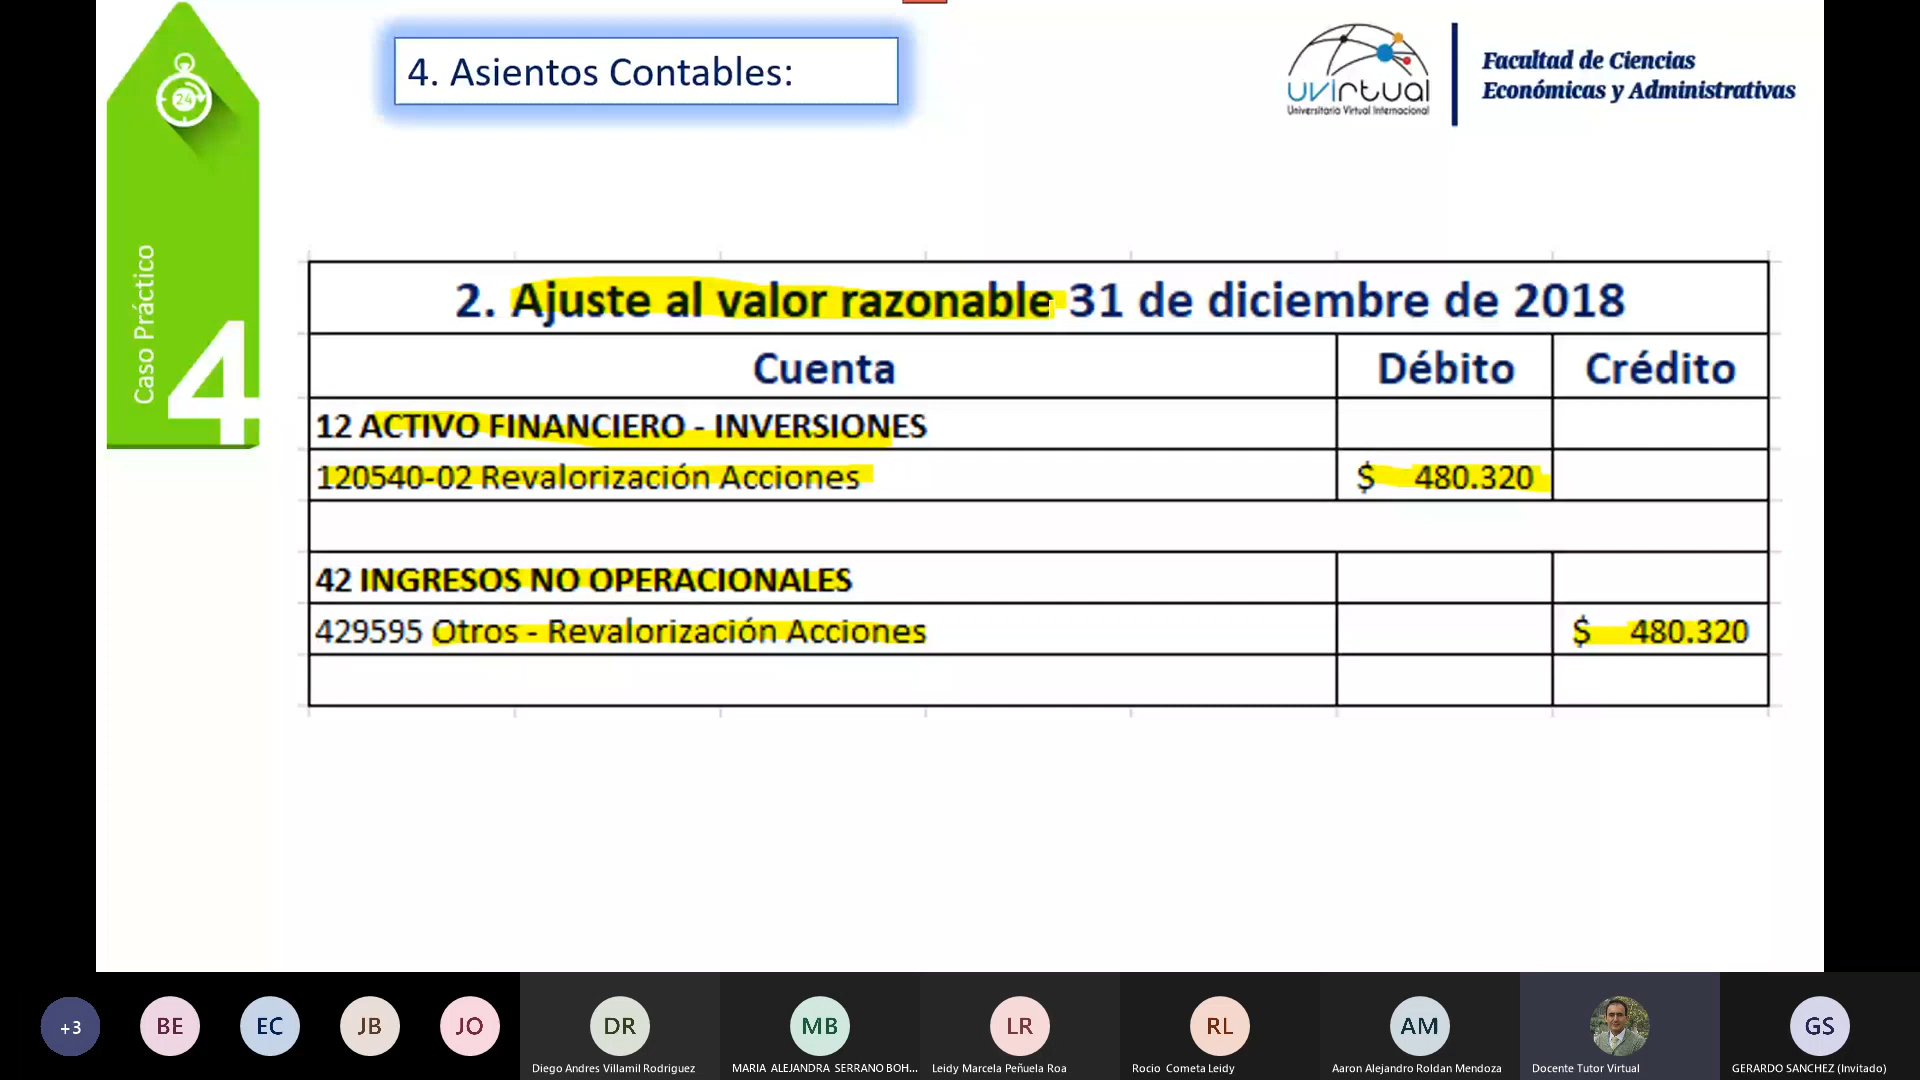 4. Asientos Contables:
24
Caso Práctico
4
uvirtual
Universitaria Virtual Internacional
Facultad de Ciencias
Económicas y Administrativas
2. Ajuste al valor razonable 31 de diciembre de 2018
Cuenta Débito Crédito
12 ACTIVO FINANCIERO - INVERSIONES
120540-02 Revalorización Acciones $ 480.320
42 INGRESOS NO OPERACIONALES
429595 Otros - Revalorización Acciones $ 480.320
+3 BE EC JB JO DR MB LR RL AM GS
Diego Andres Villamil Rodriguez MARIA ALEJANDRA SERRANO BOH... Leidy Marcela Peñuela Roa Rocio Cometa Leidy Aaron Alejandro Roldan Mendoza Docente Tutor Virtual GERARDO SANCHEZ (Invitado)